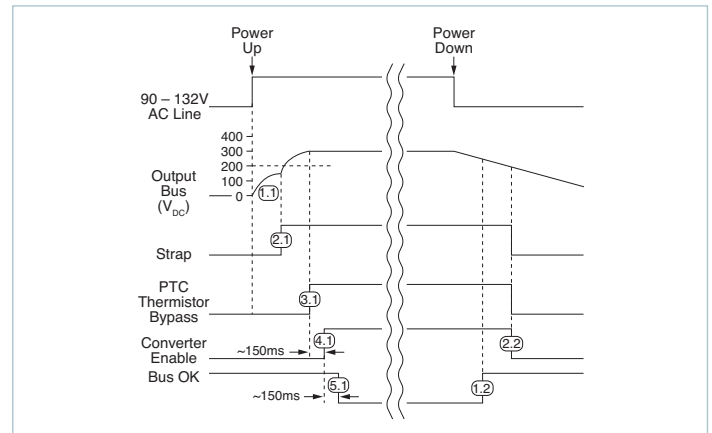 Power
Up
Power
Down
90 – 132V
AC Line
400
300
200
100
0
Output
Bus
(VDC)
1.1
2.1
Strap
PTC
Thermistor
Bypass
3.1
Converter
Enable
4.1
~150ms
2.2
Bus OK
5.1
1.2
~150ms